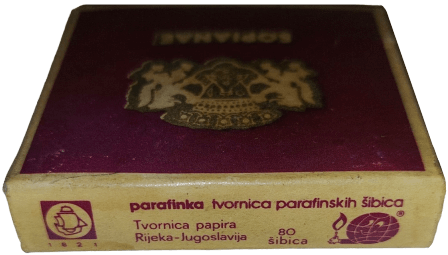 SOPIANAE
parafinka tvornica parafinskih šibica
®
Tvornica papira
Rijeka-Jugoslavija
80
šibica
1821